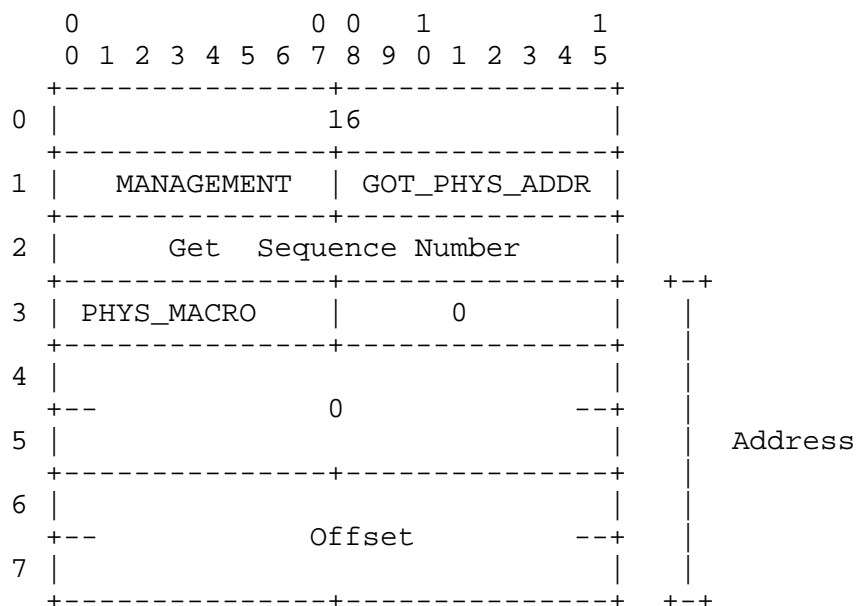 0 0 0 1 1
0 1 2 3 4 5 6 7 8 9 0 1 2 3 4 5
0 16
1 MANAGEMENT GOT_PHYS_ADDR
2 Get Sequence Number
3 PHYS_MACRO 0
4
0
5 Address
6
Offset
7